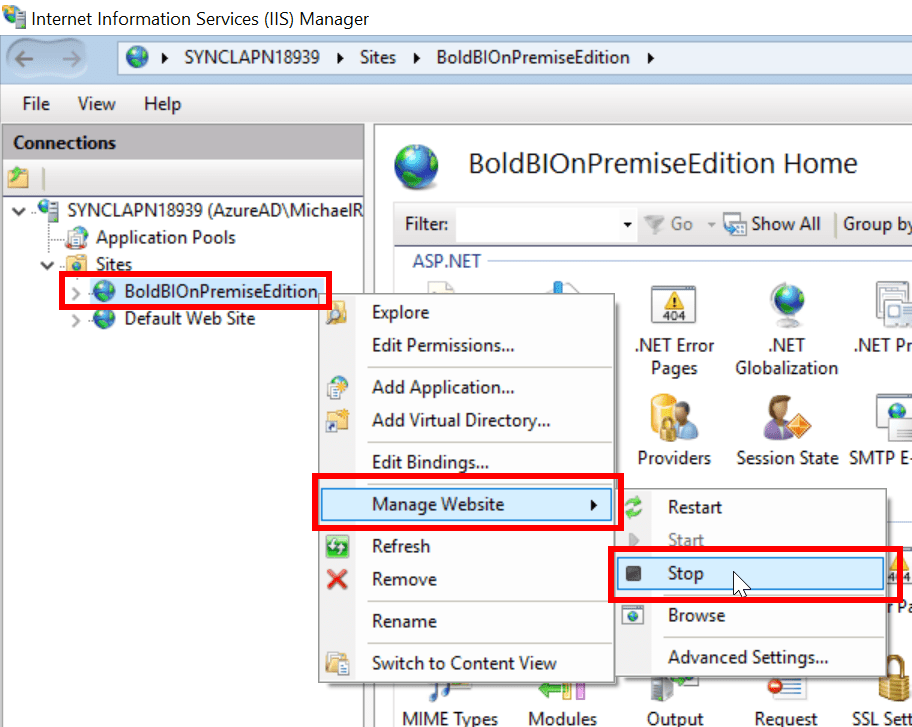 Internet Information Services (IIS) Manager
SYNCLAPN18939 Sites BoldBIOnPremiseEdition
File View Help
Connections
SYNCLAPN18939 (AzureAD\MichaelR
Application Pools
Sites
BoldBIOnPremiseEdition
Default Web Site
BoldBIOnPremiseEdition Home
Filter: Go Show All Group by
ASP.NET
404
.NET Error
Pages
.NET
Globalization
.NET Pr
Providers
Session State
SMTP E-
Explore
Edit Permissions...
Add Application...
Add Virtual Directory...
Edit Bindings...
Manage Website
Refresh
Remove
Rename
Switch to Content View
Restart
Start
Stop
Browse
Advanced Settings...
MIME Types
Modules
Output
Request
SSL Sett